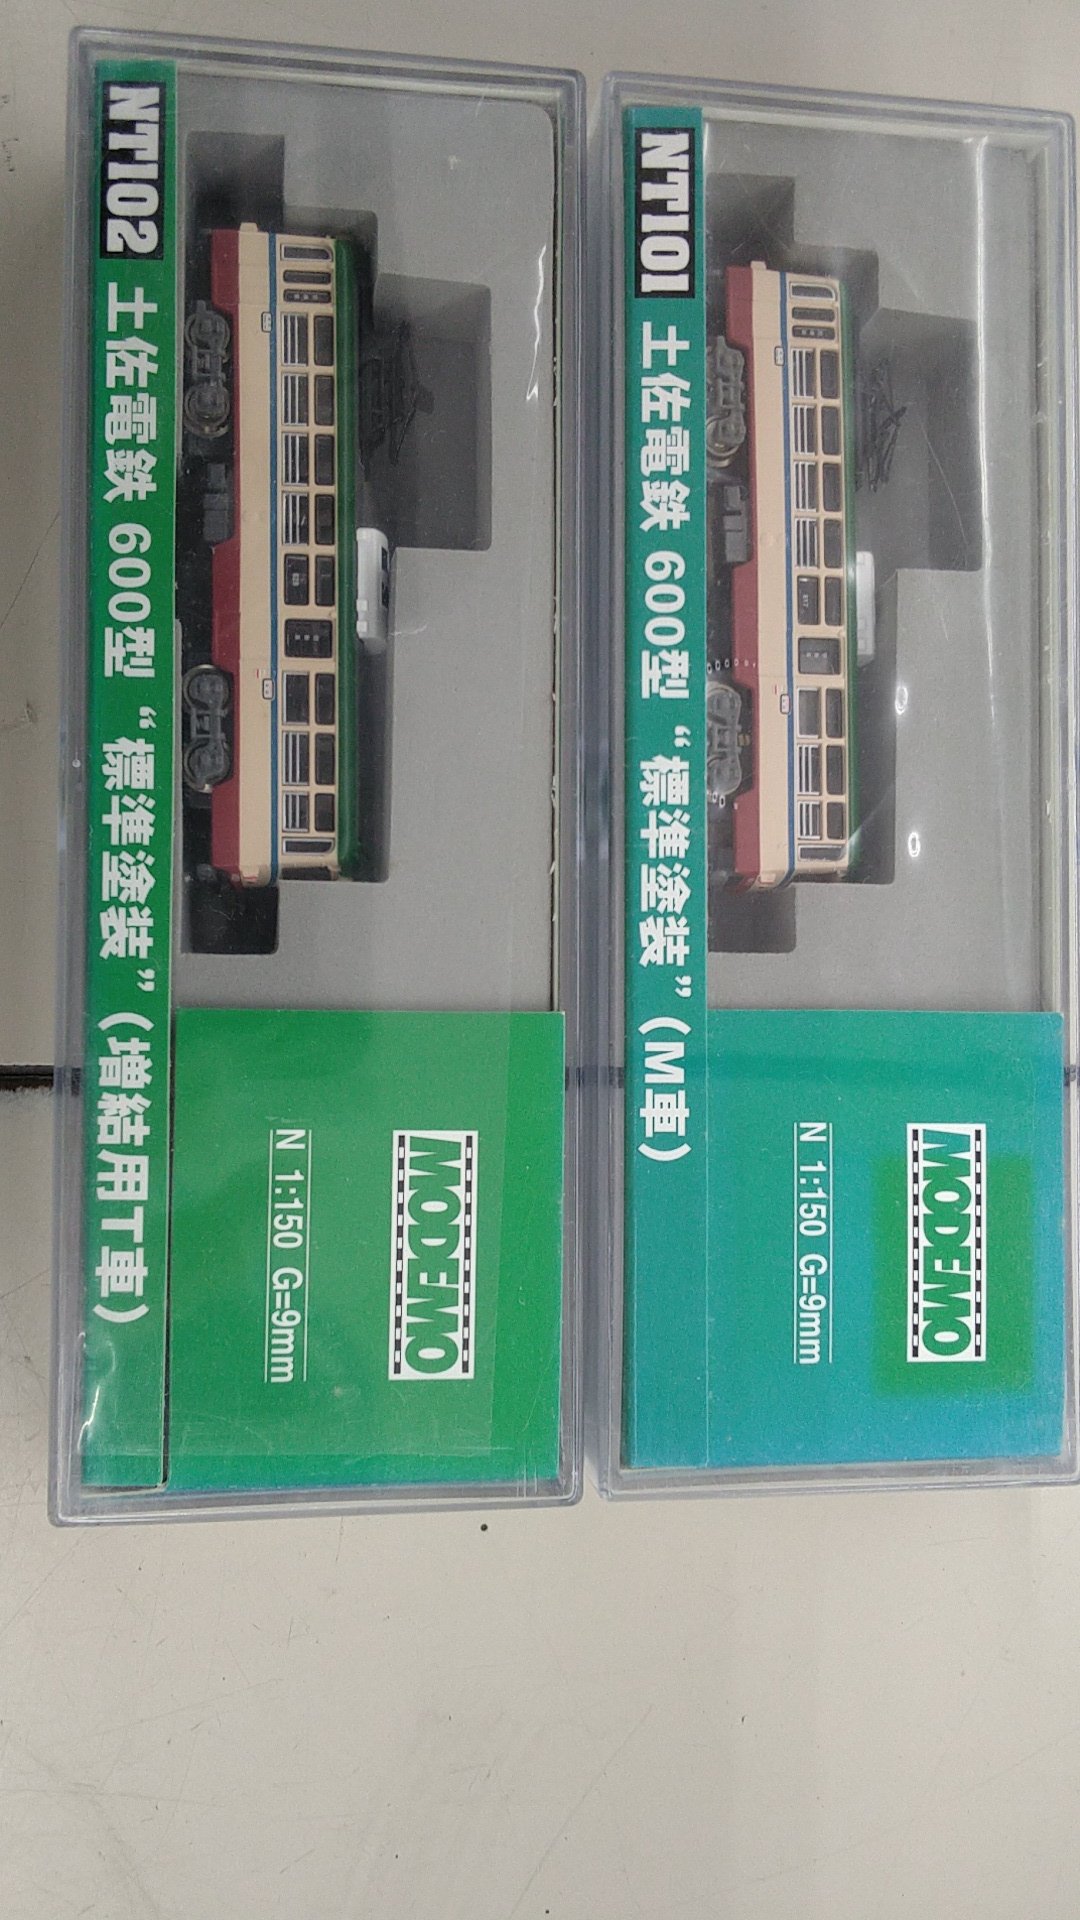 NT101 土佐電鉄 600型 “標準塗装” (M車)
MODEMO
N 1:150 G=9mm
NT102 土佐電鉄 600型 “標準塗装” (増結用T車)
MODEMO
N 1:150 G=9mm